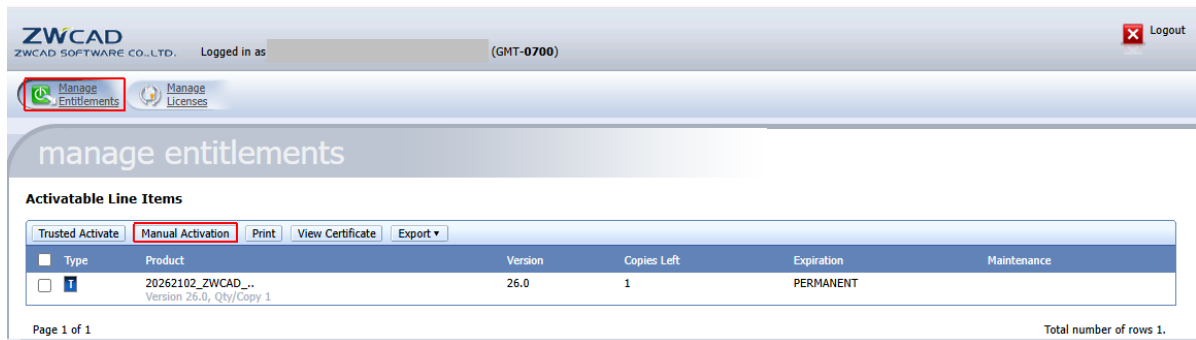 ZWCAD
ZWCAD SOFTWARE CO.,LTD. Logged in as (GMT-0700) Logout
Manage Entitlements Manage Licenses
manage entitlements
Activatable Line Items
Trusted Activate Manual Activation Print View Certificate Export ▾
Type Product Version Copies Left Expiration Maintenance
T 20262102_ZWCAD_.. 26.0 1 PERMANENT
Version 26.0, Qty/Copy 1
Page 1 of 1 Total number of rows 1.